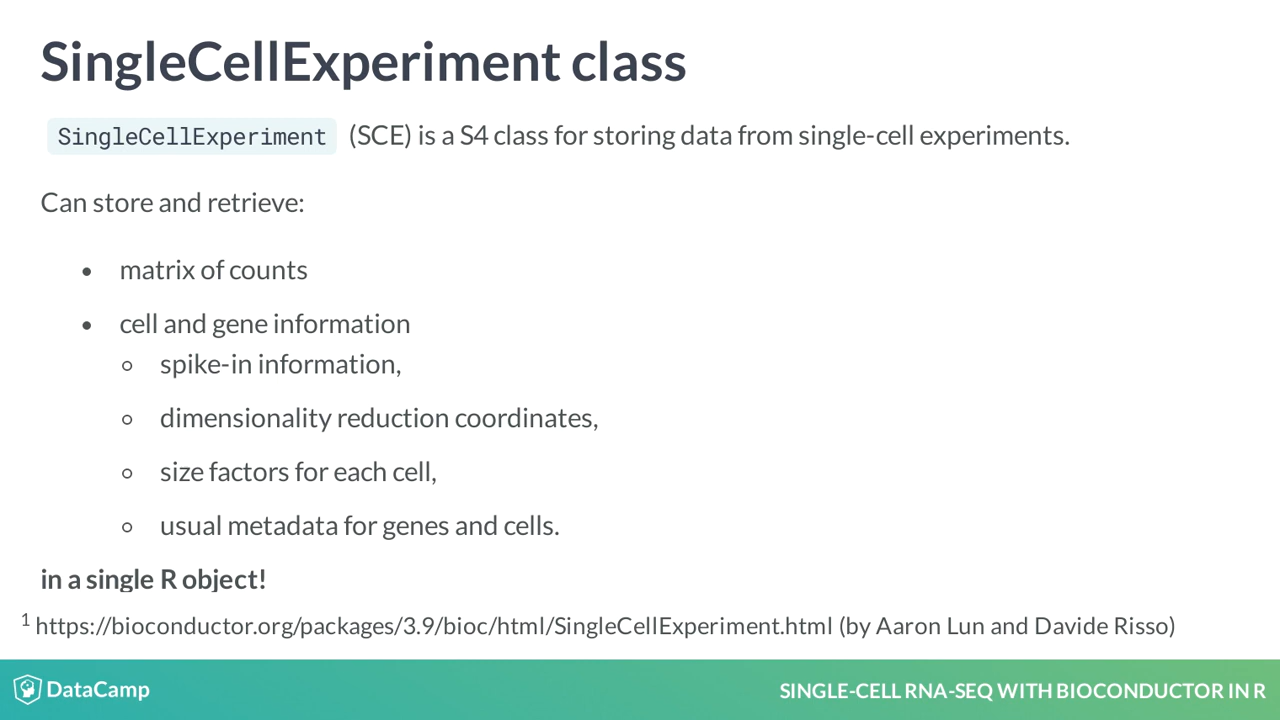 SingleCellExperiment class
SingleCellExperiment (SCE) is a S4 class for storing data from single-cell experiments.
Can store and retrieve:
• matrix of counts
• cell and gene information
○ spike-in information,
○ dimensionality reduction coordinates,
○ size factors for each cell,
○ usual metadata for genes and cells.
in a single R object!
1 https://bioconductor.org/packages/3.9/bioc/html/SingleCellExperiment.html (by Aaron Lun and Davide Risso)
DataCamp
SINGLE-CELL RNA-SEQ WITH BIOCONDUCTOR IN R